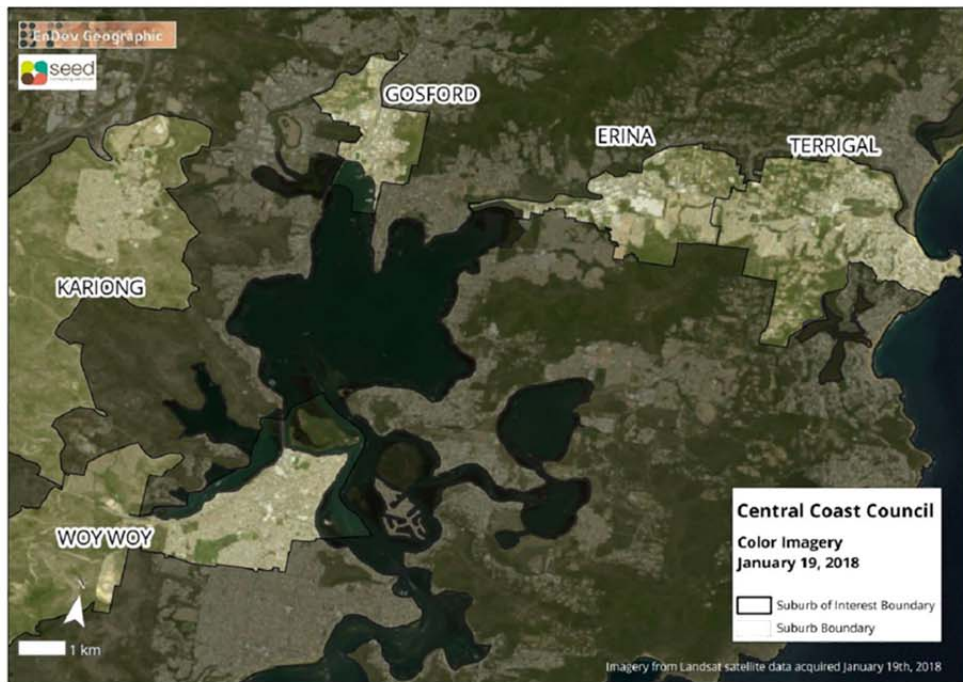 EnDev Geographic
seed
GOSFORD
ERINA
TERRIGAL
KARIONG
WOY WOY
N
1 km
Central Coast Council
Color Imagery
January 19, 2018
Suburb of Interest Boundary
Suburb Boundary
Imagery from Landsat satellite data acquired January 19th, 2018